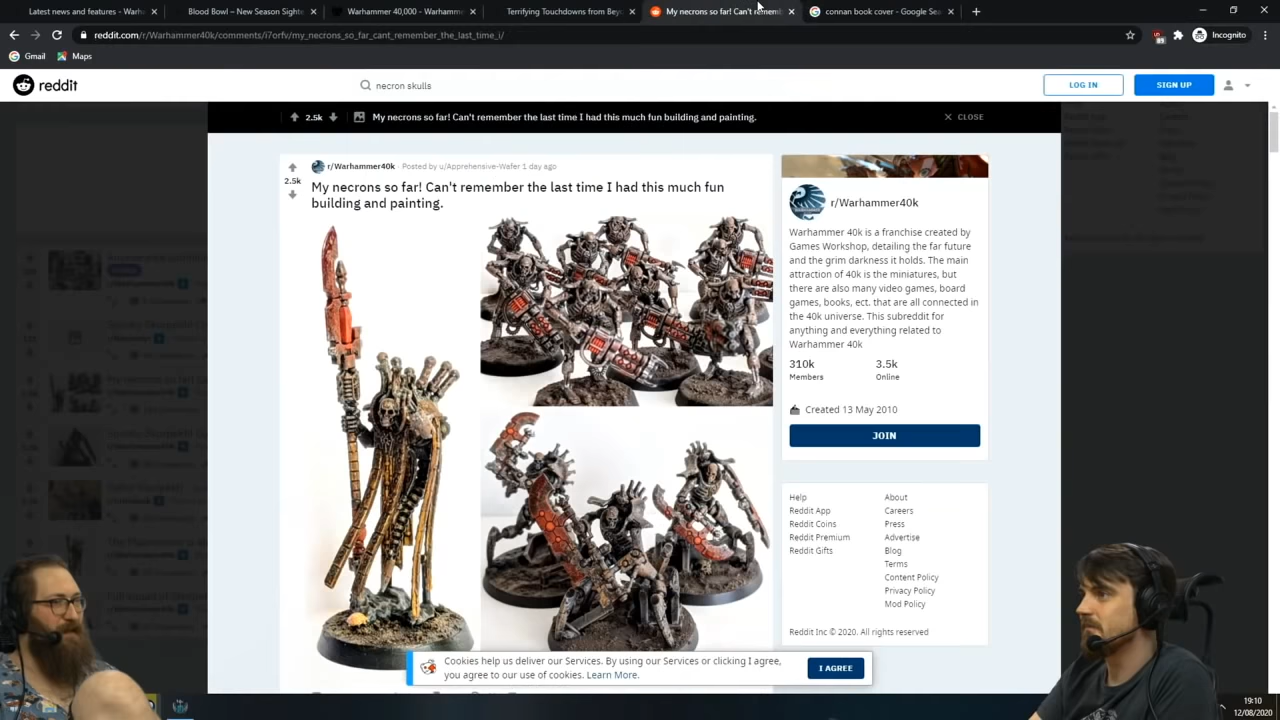 Latest news and features - Warh
Blood Bowl – New Season Sighte
Warhammer 40,000 - Warhamme
Terrifying Touchdowns from Bey
My necrons so far! Can't rememb
connan book cover - Google Sea
reddit.com/r/Warhammer40k/comments/i7orfv/my_necrons_so_far_cant_remember_the_last_time_i/
Incognito
Gmail
Maps
reddit
necron skulls
LOG IN
SIGN UP
2.5k
My necrons so far! Can't remember the last time I had this much fun building and painting.
CLOSE
r/Warhammer40k · Posted by u/Apprehensive-Wafer 1 day ago
2.5k
My necrons so far! Can't remember the last time I had this much fun
building and painting.
r/Warhammer40k
Warhammer 40k is a franchise created by
Games Workshop, detailing the far future
and the grim darkness it holds. The main
attraction of 40k is the miniatures, but
there are also many video games, board
games, books, ect. that are all connected in
the 40k universe. This subreddit for
anything and everything related to
Warhammer 40k
310k
3.5k
Members
Online
Created 13 May 2010
JOIN
Help
About
Reddit App
Careers
Reddit Coins
Press
Reddit Premium
Advertise
Reddit Gifts
Blog
Terms
Content Policy
Privacy Policy
Mod Policy
Reddit Inc © 2020. All rights reserved
Cookies help us deliver our Services. By using our Services or clicking I agree,
you agree to our use of cookies. Learn More.
I AGREE
19:10
12/08/2020